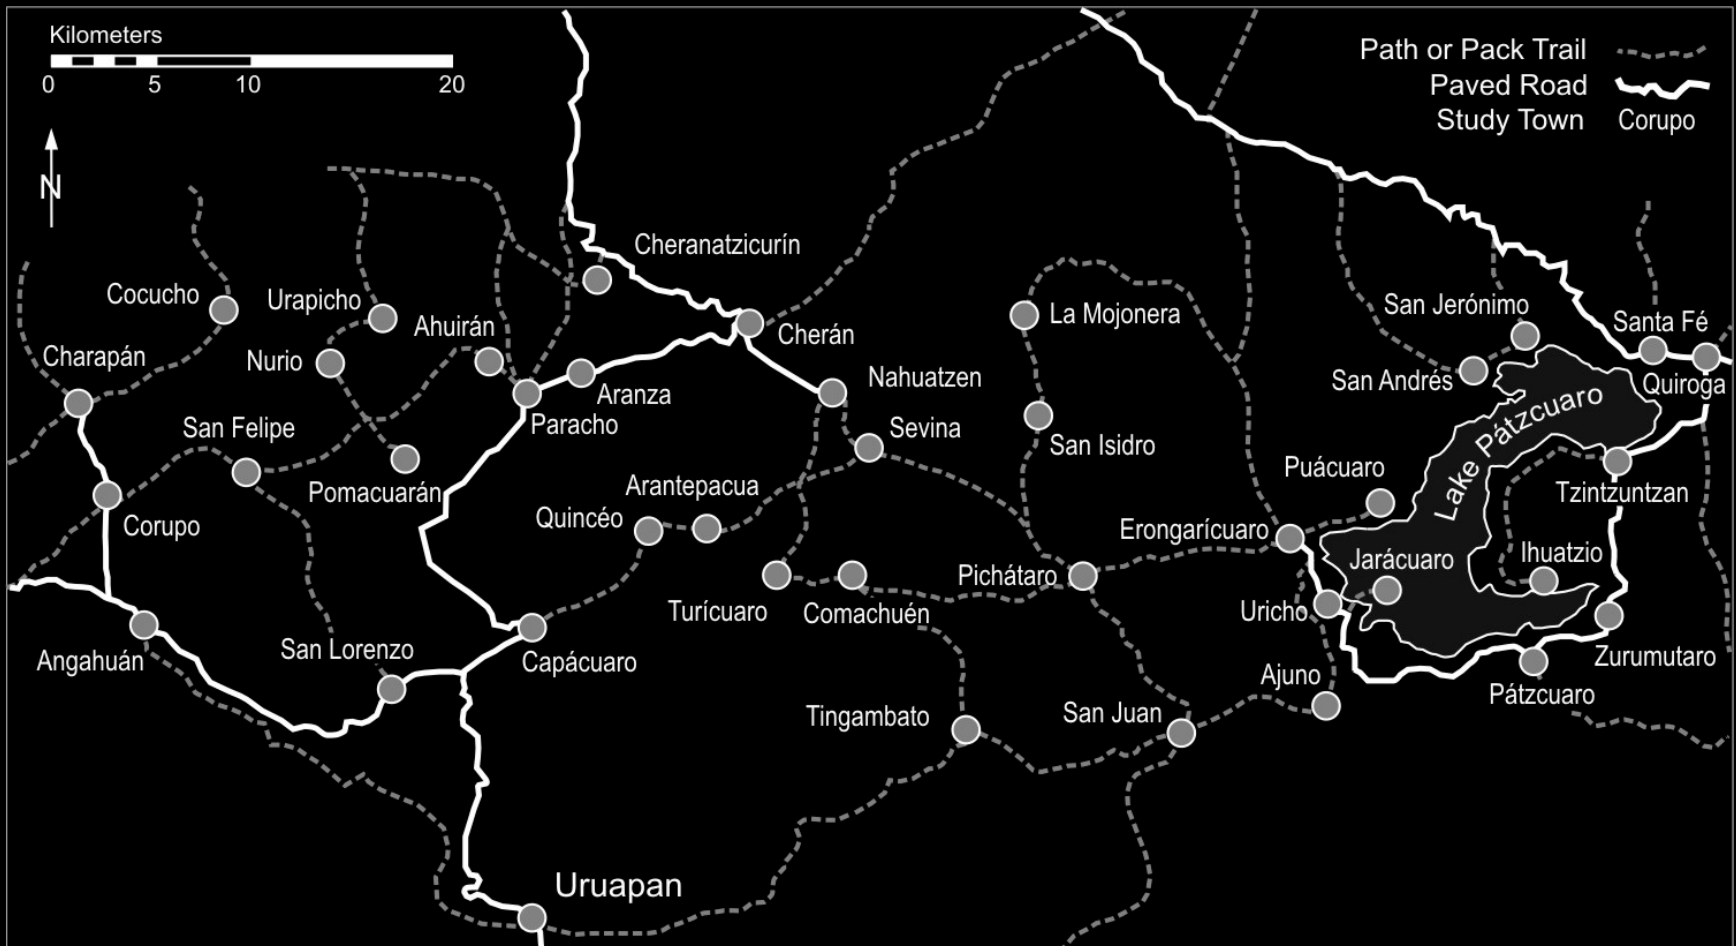 Kilometers
0 5 10 20
N
Path or Pack Trail
Paved Road
Study Town Corupo
Cheranatzicurín
Cocucho
Urapicho
Ahuirán
Cherán
La Mojonera
San Jerónimo
Santa Fé
Charapán
Nurio
Aranza
Nahuatzen
San Andrés
Quiroga
Paracho
San Felipe
Sevina
San Isidro
Lake Pátzcuaro
Puácuaro
Pomacuarán
Arantepacua
Tzintzuntzan
Corupo
Quincéo
Erongarícuaro
Jarácuaro
Ihuatzio
Pichátaro
Turícuaro
Comachuén
Uricho
Angahuán
San Lorenzo
Capácuaro
Zurumutaro
Ajuno
Pátzcuaro
Tingambato
San Juan
Uruapan